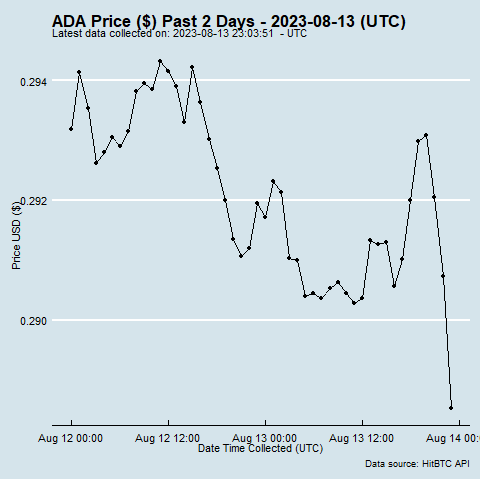 ADA Price ($) Past 2 Days - 2023-08-13 (UTC)
Latest data collected on: 2023-08-13 23:03:51 - UTC
0.294
0.292
Price USD ($)
0.290
Aug 12 00:00 Aug 12 12:00 Aug 13 00:00 Aug 13 12:00 Aug 14 00:
Date Time Collected (UTC)
Data source: HitBTC API